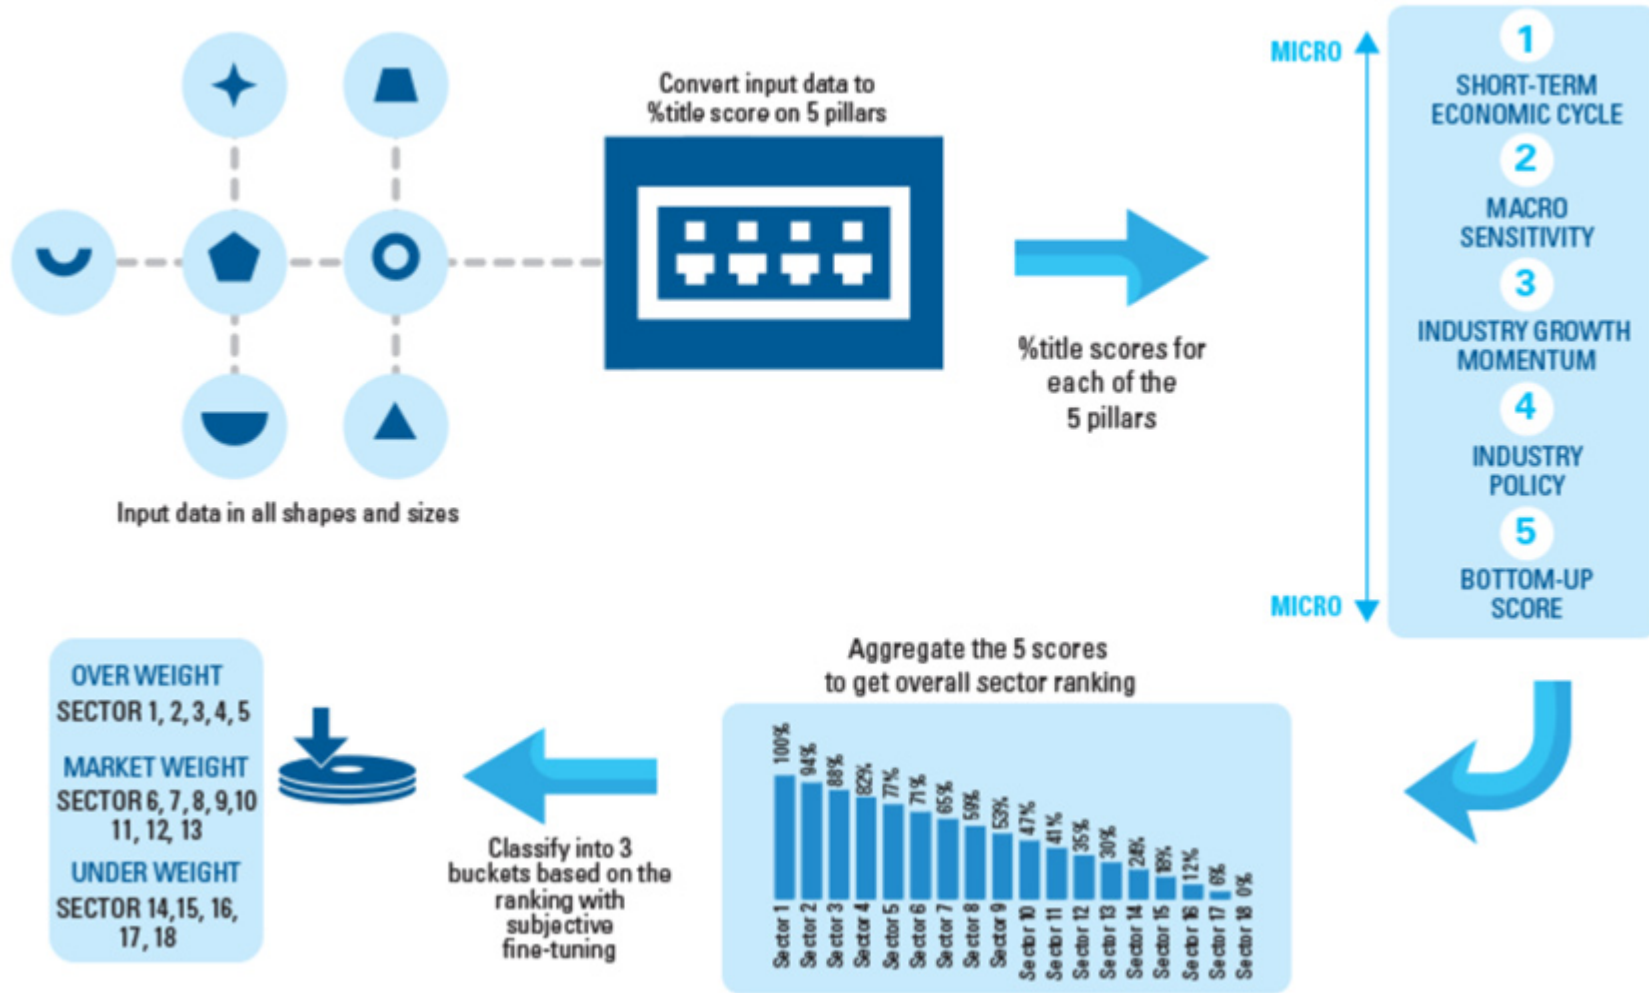 Input data in all shapes and sizes
Convert input data to
%title score on 5 pillars
%title scores for
each of the
5 pillars
MICRO
MICRO
1
SHORT-TERM
ECONOMIC CYCLE
2
MACRO
SENSITIVITY
3
INDUSTRY GROWTH
MOMENTUM
4
INDUSTRY
POLICY
5
BOTTOM-UP
SCORE
Aggregate the 5 scores
to get overall sector ranking
100%
94%
88%
82%
77%
71%
65%
59%
53%
47%
41%
35%
30%
24%
18%
12%
6%
0%
Sector 1
Sector 2
Sector 3
Sector 4
Sector 5
Sector 6
Sector 7
Sector 8
Sector 9
Sector 10
Sector 11
Sector 12
Sector 13
Sector 14
Sector 15
Sector 16
Sector 17
Sector 18
Classify into 3
buckets based on the
ranking with
subjective
fine-tuning
OVER WEIGHT
SECTOR 1, 2, 3, 4, 5
MARKET WEIGHT
SECTOR 6, 7, 8, 9,10
11, 12, 13
UNDER WEIGHT
SECTOR 14,15, 16,
17, 18